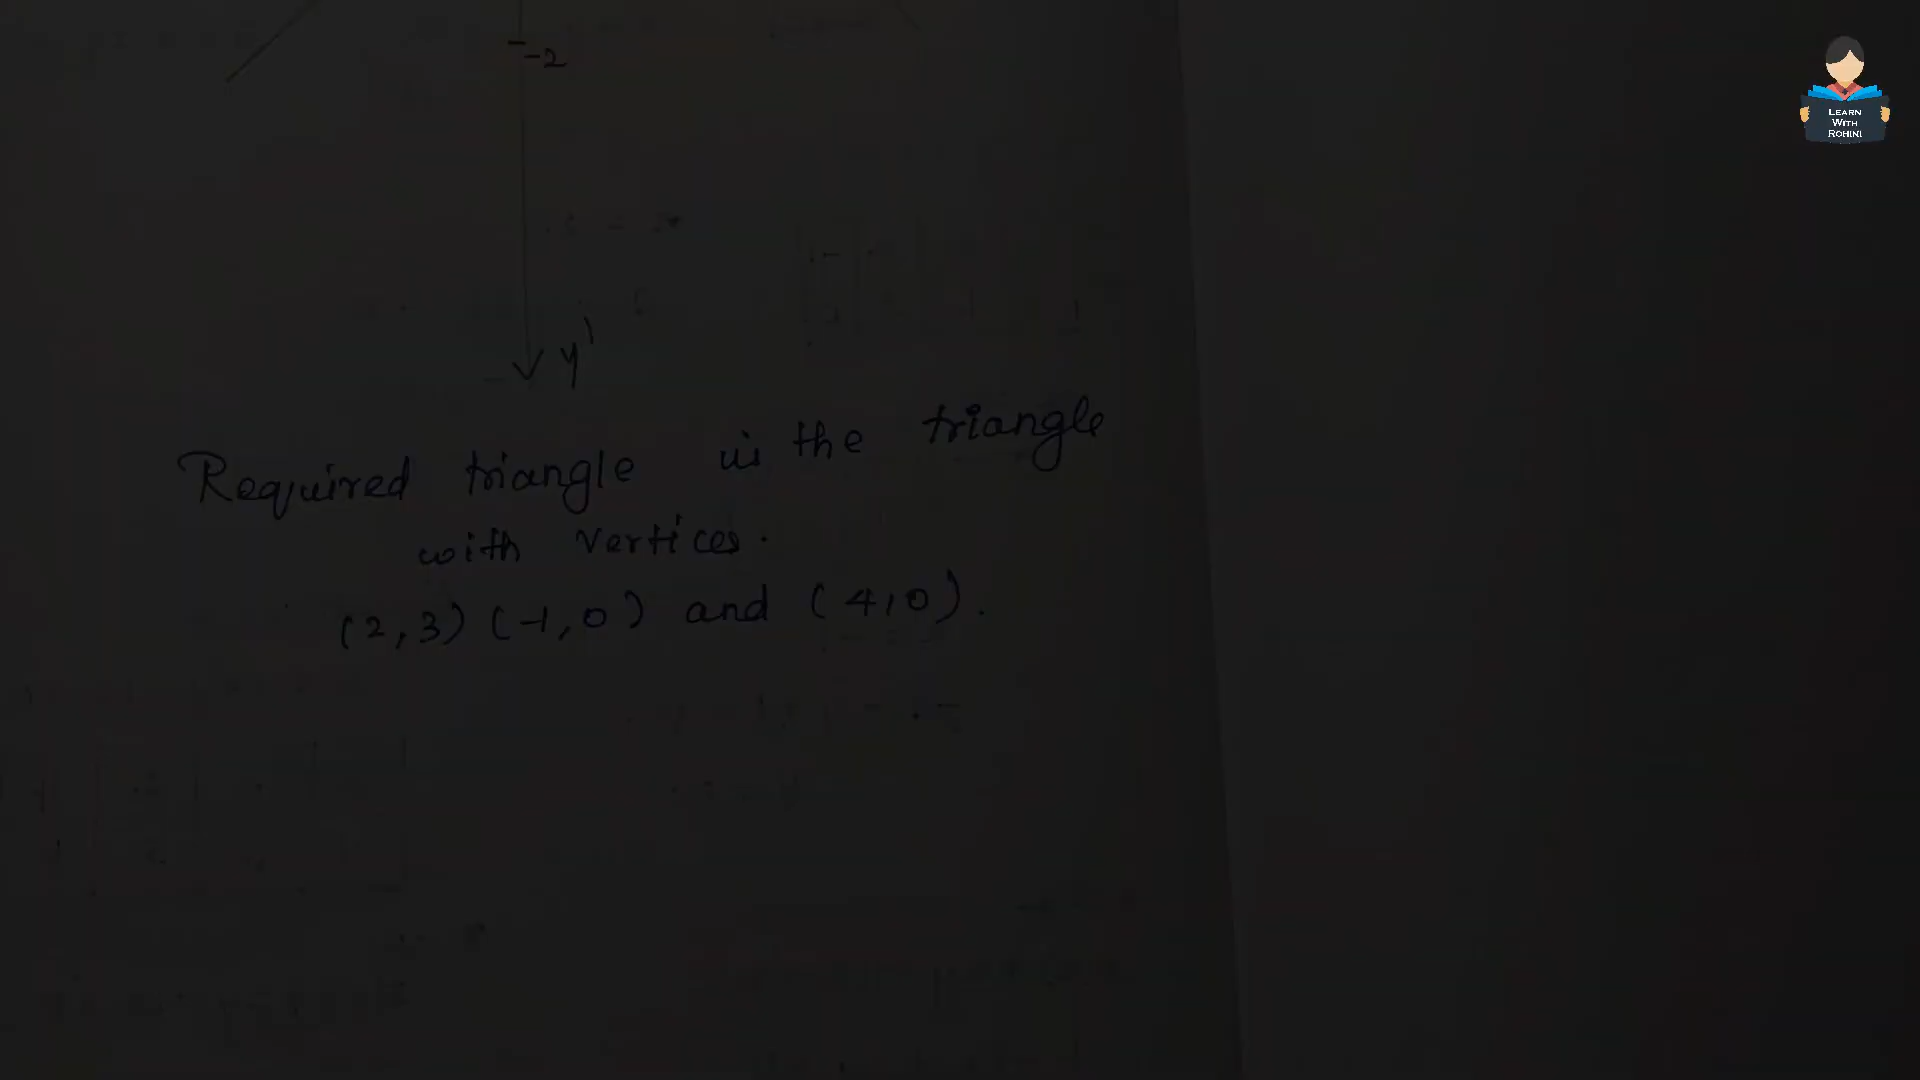 -2
y'
Required triangle is the triangle
with vertices.
(2,3) (-1,0) and (4,0).
LEARN
WITH
ROHINI